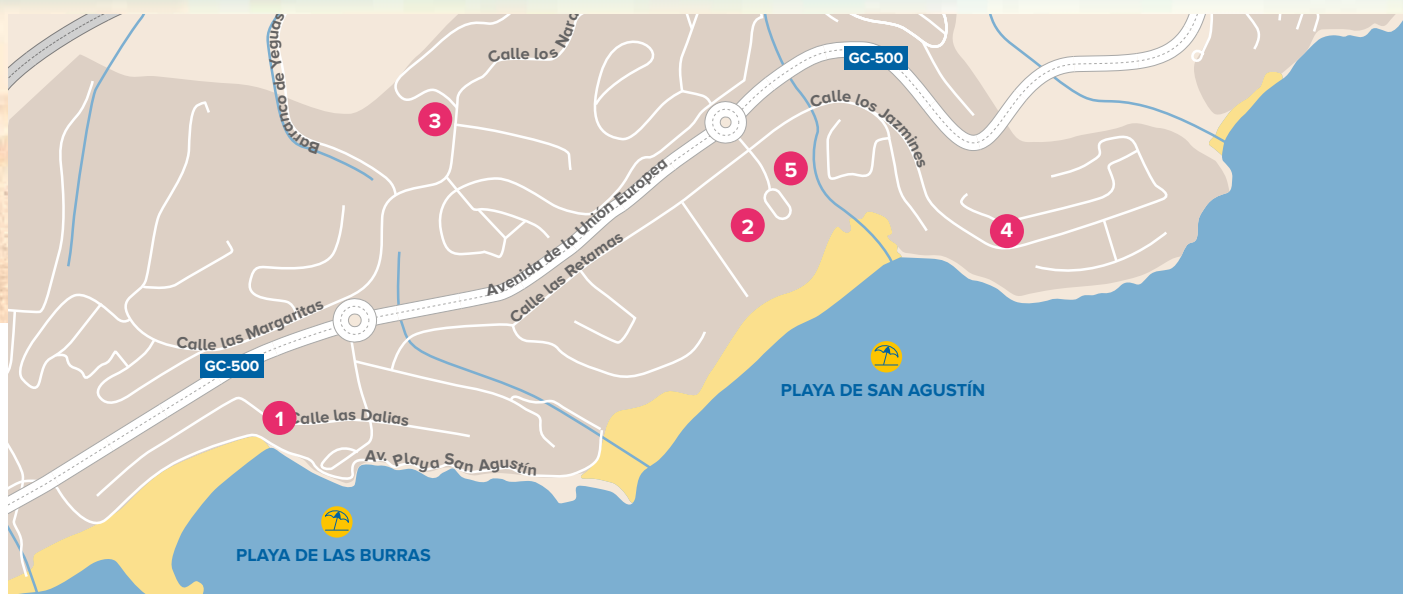 Barranco de Yeguas
Calle los Nara
GC-500
Calle los Jazmines
3
5
Avenida de la Unión Europea
2
4
Calle las Retamas
Calle las Margaritas
GC-500
PLAYA DE SAN AGUSTÍN
1
Calle las Dalias
Av. Playa San Agustín
PLAYA DE LAS BURRAS